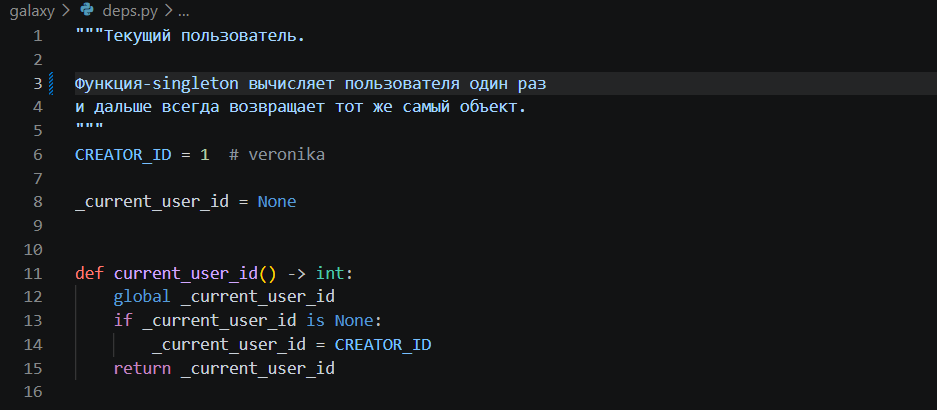 galaxy > deps.py > ...
1 """Текущий пользователь.
2
3 Функция-singleton вычисляет пользователя один раз
4 и дальше всегда возвращает тот же самый объект.
5 """
6 CREATOR_ID = 1  # veronika
7
8 _current_user_id = None
9
10
11 def current_user_id() -> int:
12     global _current_user_id
13     if _current_user_id is None:
14         _current_user_id = CREATOR_ID
15     return _current_user_id
16